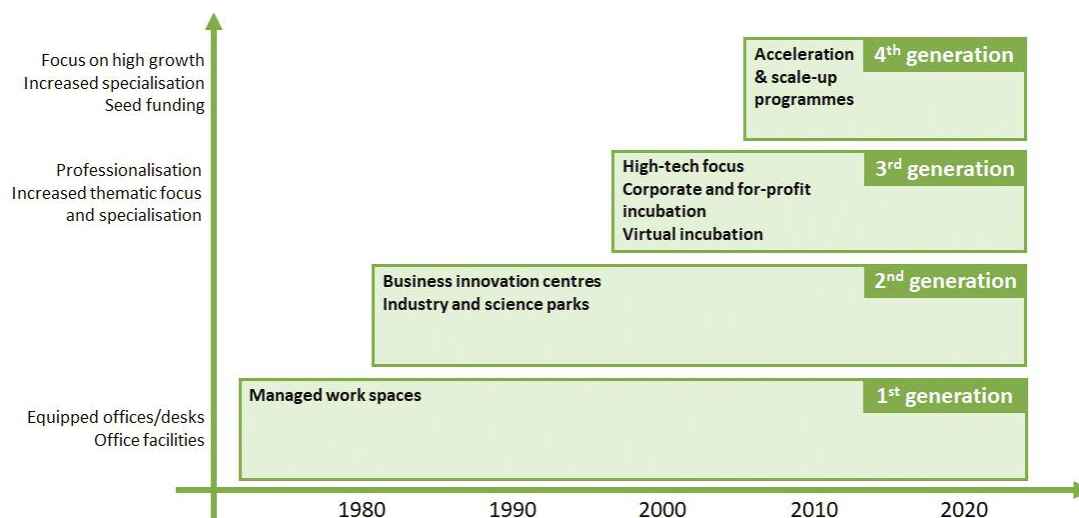 Focus on high growth
Increased specialisation
Seed funding
Acceleration
& scale-up
programmes
4th generation
Professionalisation
Increased thematic focus
and specialisation
High-tech focus
Corporate and for-profit
incubation
Virtual incubation
3rd generation
Business innovation centres
Industry and science parks
2nd generation
Equipped offices/desks
Office facilities
Managed work spaces
1st generation
1980 1990 2000 2010 2020